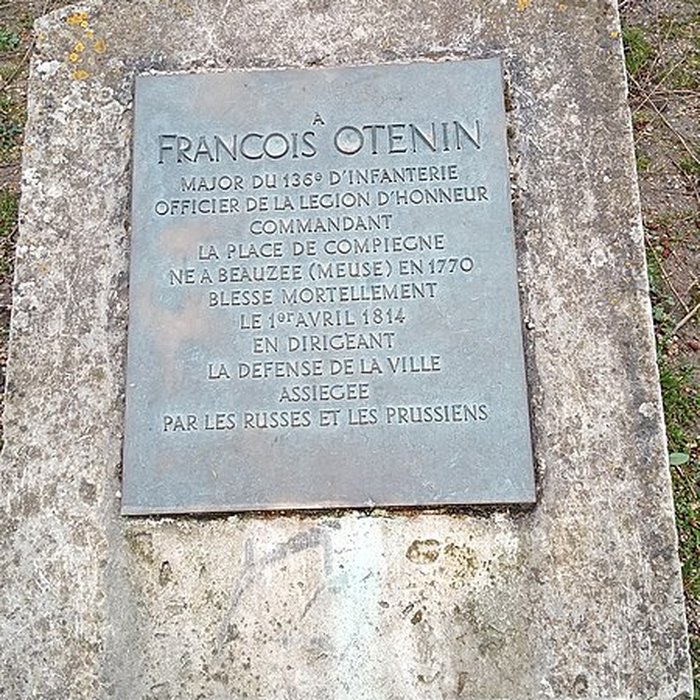 À
FRANCOIS OTENIN
MAJOR DU 136e D'INFANTERIE
OFFICIER DE LA LEGION D'HONNEUR
COMMANDANT
LA PLACE DE COMPIEGNE
NE A BEAUZEE (MEUSE) EN 1770
BLESSE MORTELLEMENT
LE 1er AVRIL 1814
EN DIRIGEANT
LA DEFENSE DE LA VILLE
ASSIEGEE
PAR LES RUSSES ET LES PRUSSIENS